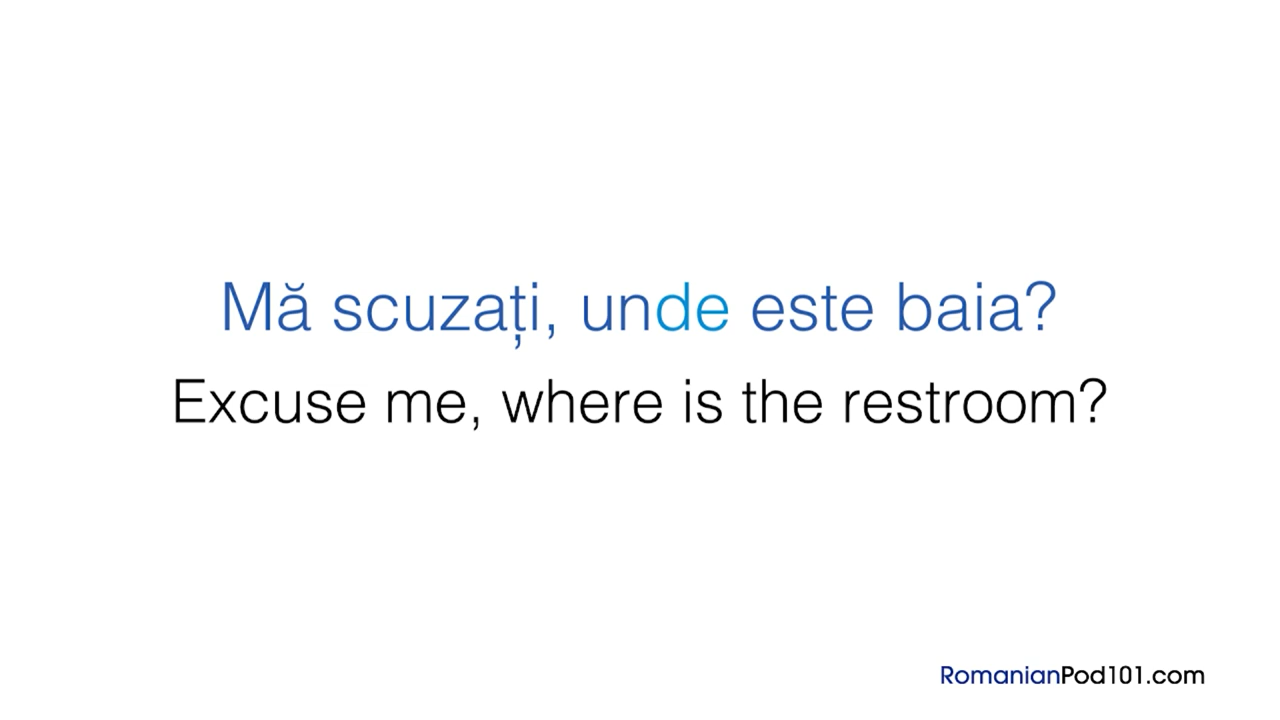 Mă scuzați, unde este baia?
Excuse me, where is the restroom?
RomanianPod101.com